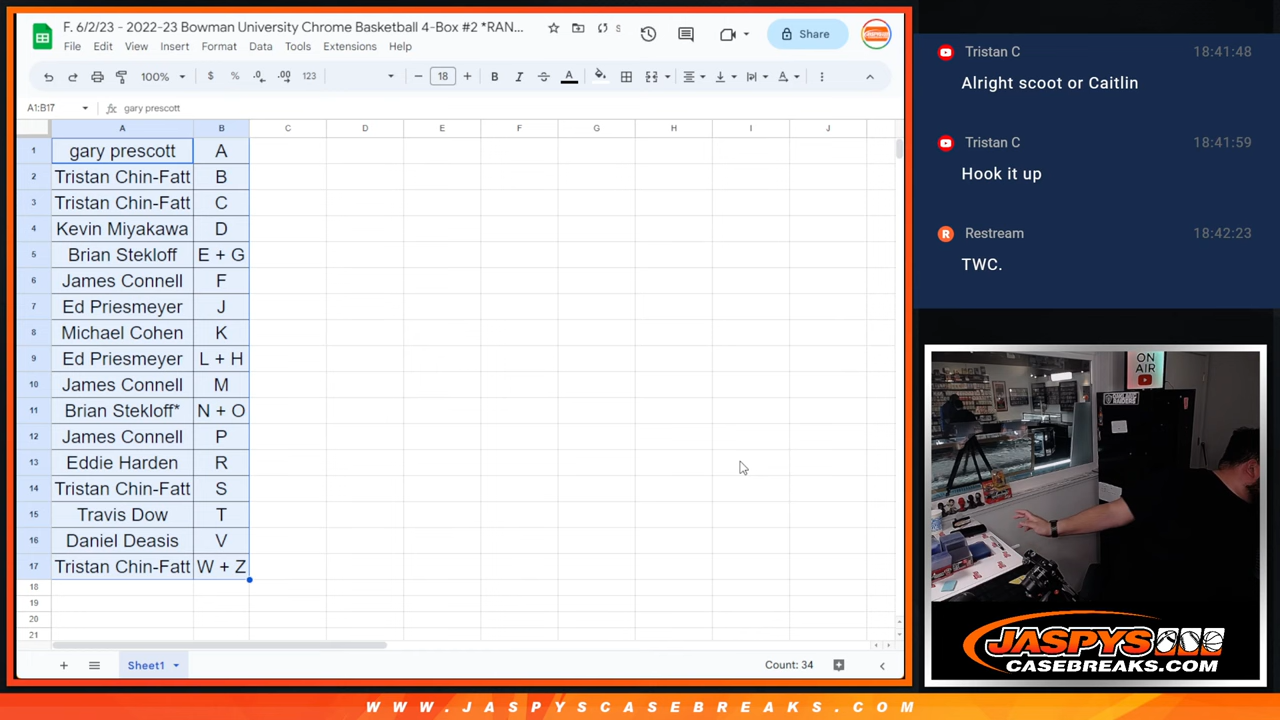 F. 6/2/23 - 2022-23 Bowman University Chrome Basketball 4-Box #2 *RAN...
File Edit View Insert Format Data Tools Extensions Help
Share
100% $ % .0 .00 123 18 B I A
A1:B17 fx gary prescott
A B C D E F G H I J
1 gary prescott A
2 Tristan Chin-Fatt B
3 Tristan Chin-Fatt C
4 Kevin Miyakawa D
5 Brian Stekloff E + G
6 James Connell F
7 Ed Priesmeyer J
8 Michael Cohen K
9 Ed Priesmeyer L + H
10 James Connell M
11 Brian Stekloff* N + O
12 James Connell P
13 Eddie Harden R
14 Tristan Chin-Fatt S
15 Travis Dow T
16 Daniel Deasis V
17 Tristan Chin-Fatt W + Z
18
19
20
21
Sheet1
Count: 34
Tristan C 18:41:48
Alright scoot or Caitlin
Tristan C 18:41:59
Hook it up
R Restream 18:42:23
TWC.
ON
AIR
JASPYS
CASEBREAKS.COM
WWW.JASPYSCASEBREAKS.COM